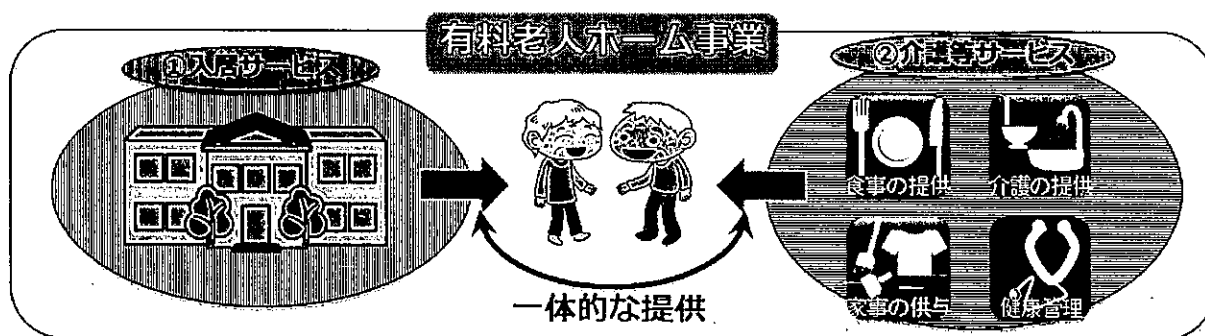 有料老人ホーム事業
①入居サービス
②介護等サービス
食事の提供
介護の提供
家事の供与
健康管理
一体的な提供